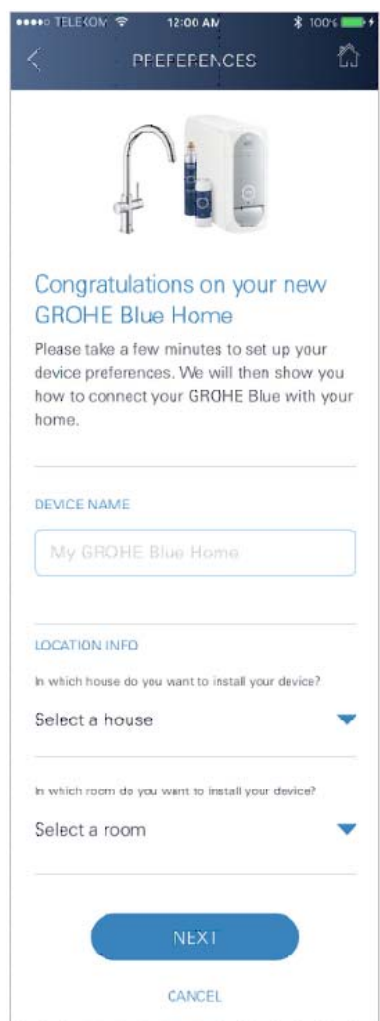 TELEKOM 12:00 AM 100%
PREFERENCES
Congratulations on your new
GROHE Blue Home
Please take a few minutes to set up your
device preferences. We will then show you
how to connect your GROHE Blue with your
home.
DEVICE NAME
My GROHE Blue Home
LOCATION INFO
In which house do you want to install your device?
Select a house
In which room do you want to install your device?
Select a room
NEXT
CANCEL